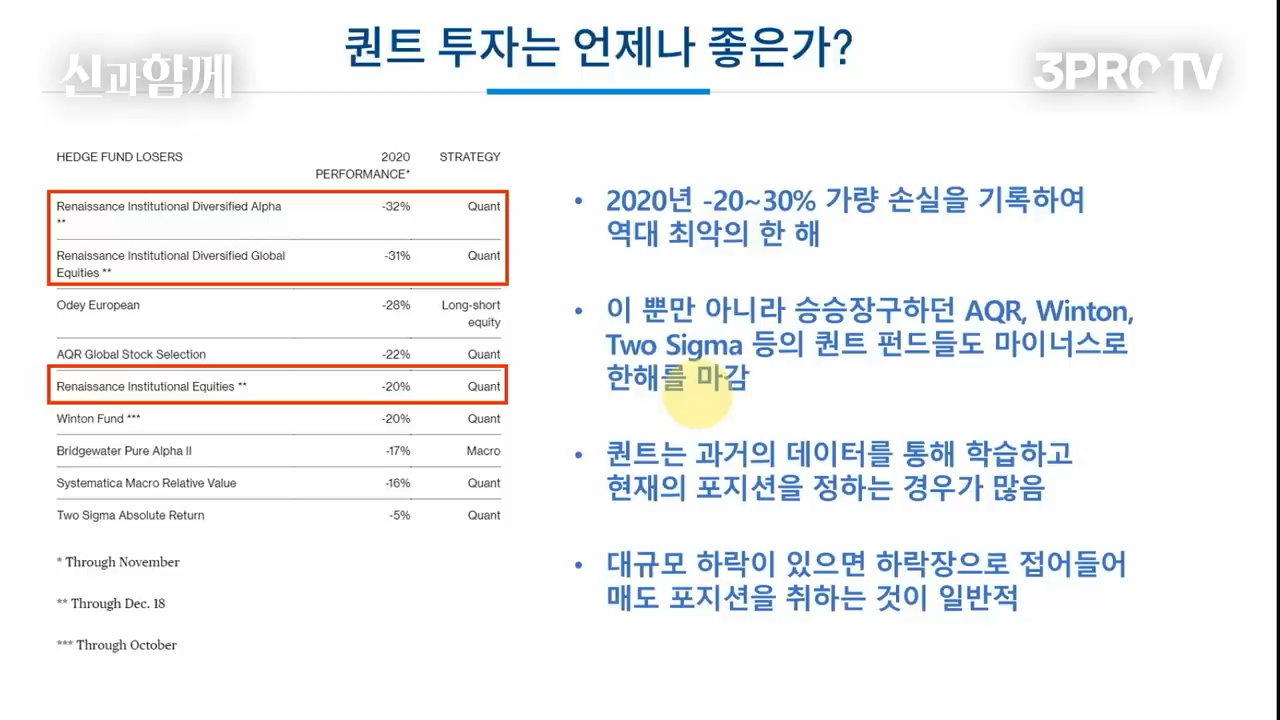 퀀트 투자는 언제나 좋은가?
신과함께
3PROTV
HEDGE FUND LOSERS 2020 PERFORMANCE* STRATEGY
Renaissance Institutional Diversified Alpha ** -32% Quant
Renaissance Institutional Diversified Global Equities ** -31% Quant
Odey European -28% Long-short equity
AQR Global Stock Selection -22% Quant
Renaissance Institutional Equities ** -20% Quant
Winton Fund *** -20% Quant
Bridgewater Pure Alpha II -17% Macro
Systematica Macro Relative Value -16% Quant
Two Sigma Absolute Return -5% Quant
* Through November
** Through Dec. 18
*** Through October
• 2020년 -20~30% 가량 손실을 기록하여
역대 최악의 한 해
• 이 뿐만 아니라 승승장구하던 AQR, Winton,
Two Sigma 등의 퀀트 펀드들도 마이너스로
한해를 마감
• 퀀트는 과거의 데이터를 통해 학습하고
현재의 포지션을 정하는 경우가 많음
• 대규모 하락이 있으면 하락장으로 접어들어
매도 포지션을 취하는 것이 일반적